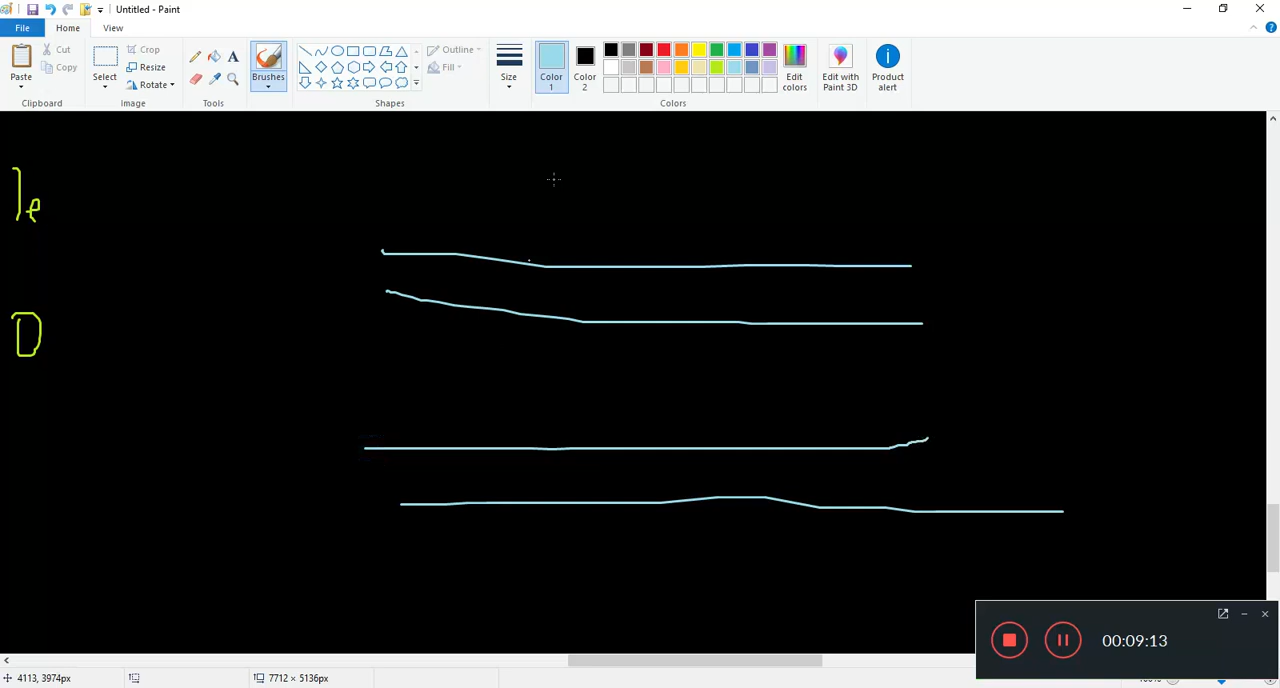 Untitled - Paint
File Home View
Paste
Cut
Copy
Clipboard
Select
Crop
Resize
Rotate
Image
A
Tools
Brushes
Shapes
Outline
Fill
Size
Color 1
Color 2
Edit colors
Colors
Edit with Paint 3D
Product alert
le
D
00:09:13
4113, 3974px
7712 × 5136px